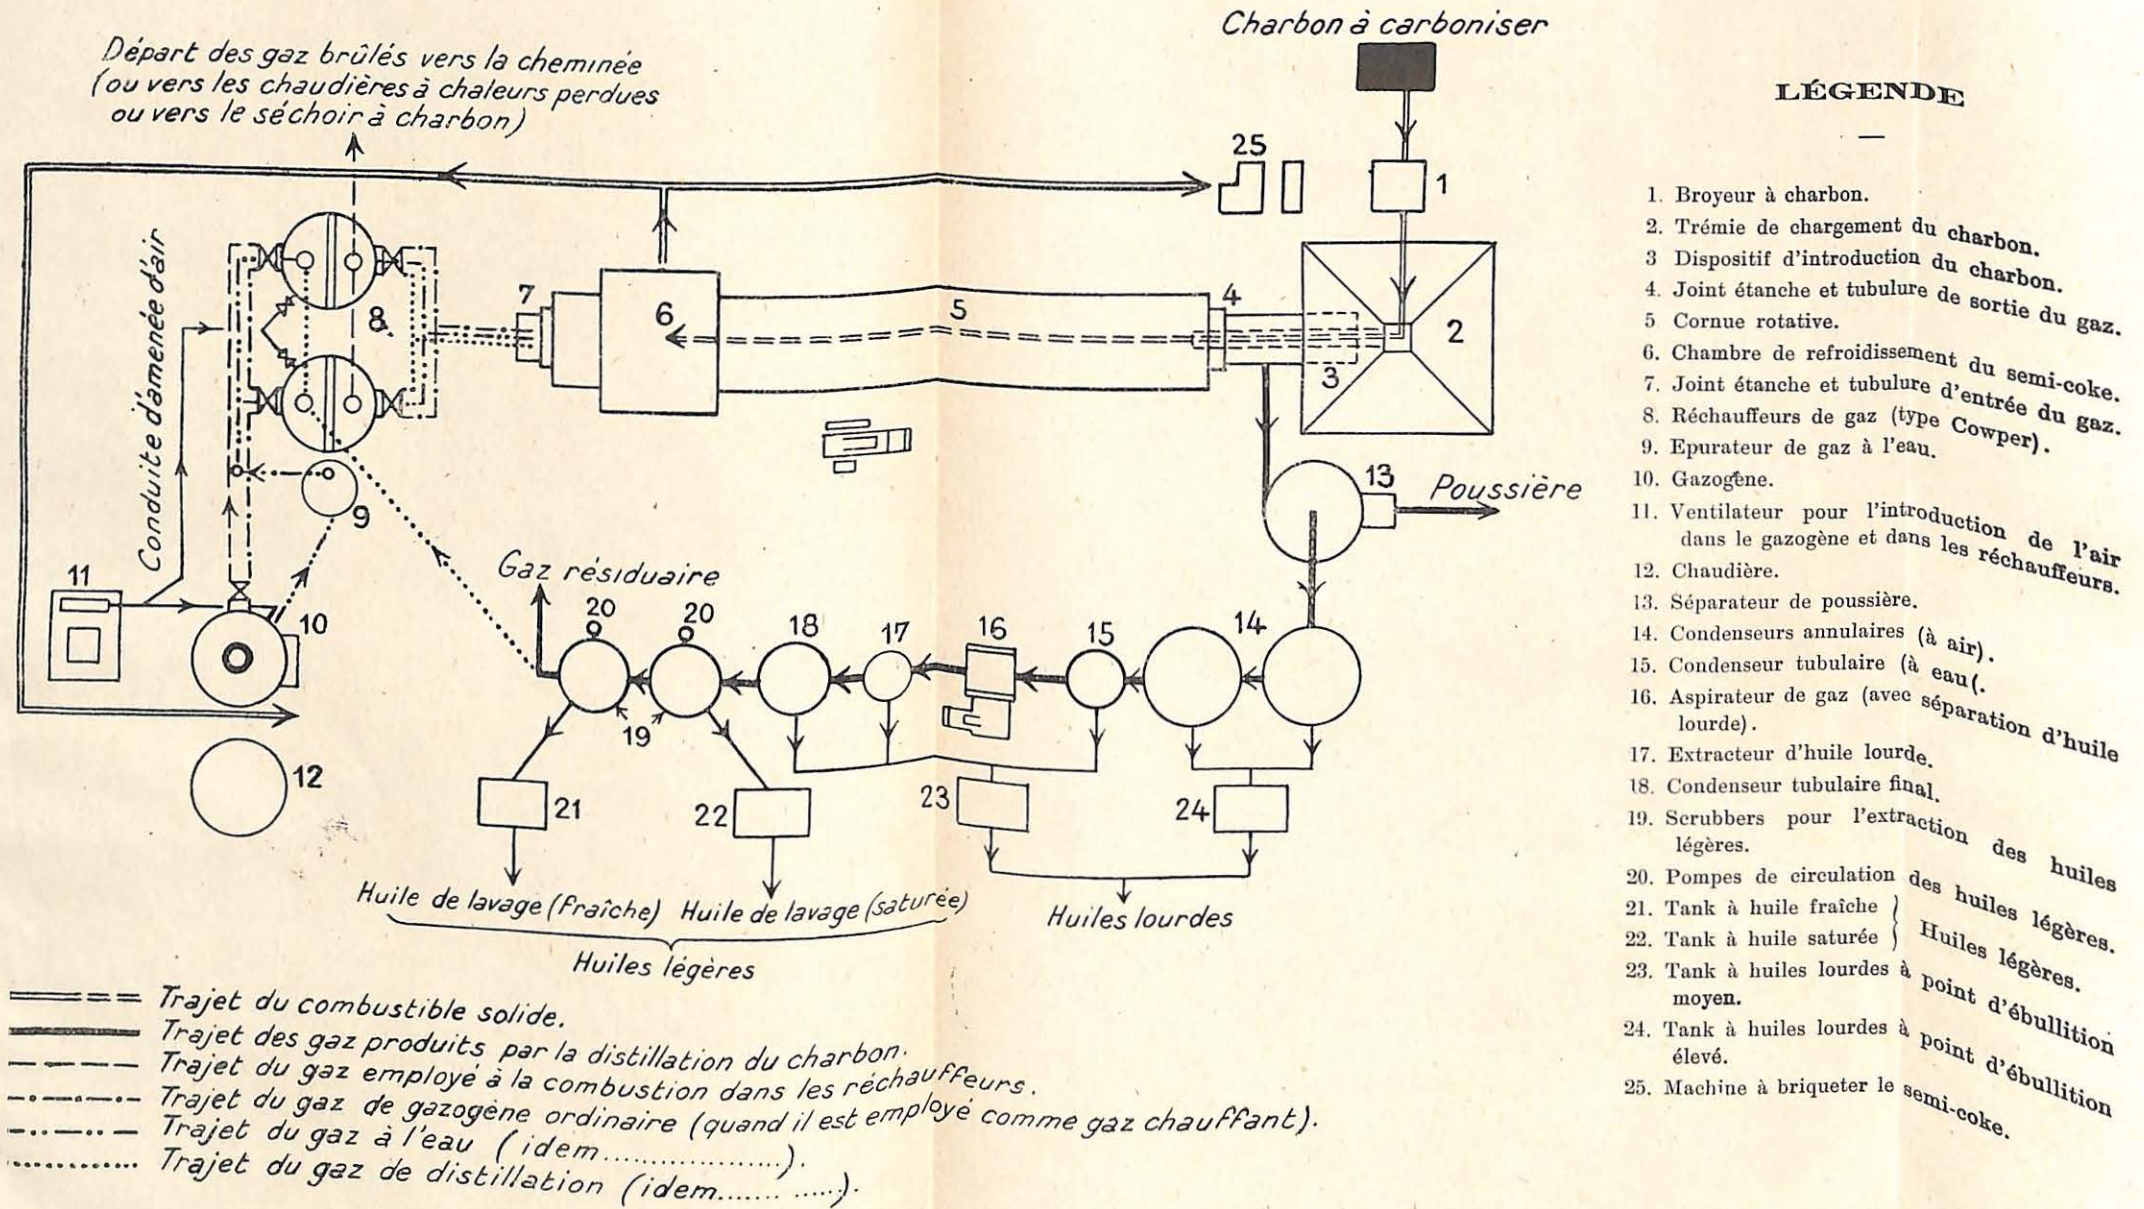 Charbon à carboniser
Départ des gaz brûlés vers la cheminée
(ou vers les chaudières à chaleurs perdues
ou vers le séchoir à charbon)
25
1
Conduite d'amenée d'air
8
7
6
5
4
3
2
9
13
Poussière
11
10
12
Gaz résiduaire
20
20
18
17
16
15
14
19
21
22
23
24
Huile de lavage (fraîche)
Huile de lavage (saturée)
Huiles légères
Huiles lourdes
Trajet du combustible solide.
Trajet des gaz produits par la distillation du charbon.
Trajet du gaz employé à la combustion dans les réchauffeurs.
Trajet du gaz de gazogène ordinaire (quand il est employé comme gaz chauffant).
Trajet du gaz à l'eau (idem....................).
Trajet du gaz de distillation (idem....... ......).
LÉGENDE
1. Broyeur à charbon.
2. Trémie de chargement du charbon.
3 Dispositif d'introduction du charbon.
4. Joint étanche et tubulure de sortie du gaz.
5 Cornue rotative.
6. Chambre de refroidissement du semi-coke.
7. Joint étanche et tubulure d'entrée du gaz.
8. Réchauffeurs de gaz (type Cowper).
9. Epurateur de gaz à l'eau.
10. Gazogène.
11. Ventilateur pour l'introduction de l'air
dans le gazogène et dans les réchauffeurs.
12. Chaudière.
13. Séparateur de poussière.
14. Condenseurs annulaires (à air).
15. Condenseur tubulaire (à eau(.
16. Aspirateur de gaz (avec séparation d'huile
lourde).
17. Extracteur d'huile lourde.
18. Condenseur tubulaire final.
19. Scrubbers pour l'extraction des huiles
légères.
20. Pompes de circulation des huiles légères.
21. Tank à huile fraîche }
22. Tank à huile saturée } Huiles légères.
23. Tank à huiles lourdes à point d'ébullition
moyen.
24. Tank à huiles lourdes à point d'ébullition
élevé.
25. Machine à briqueter le semi-coke.